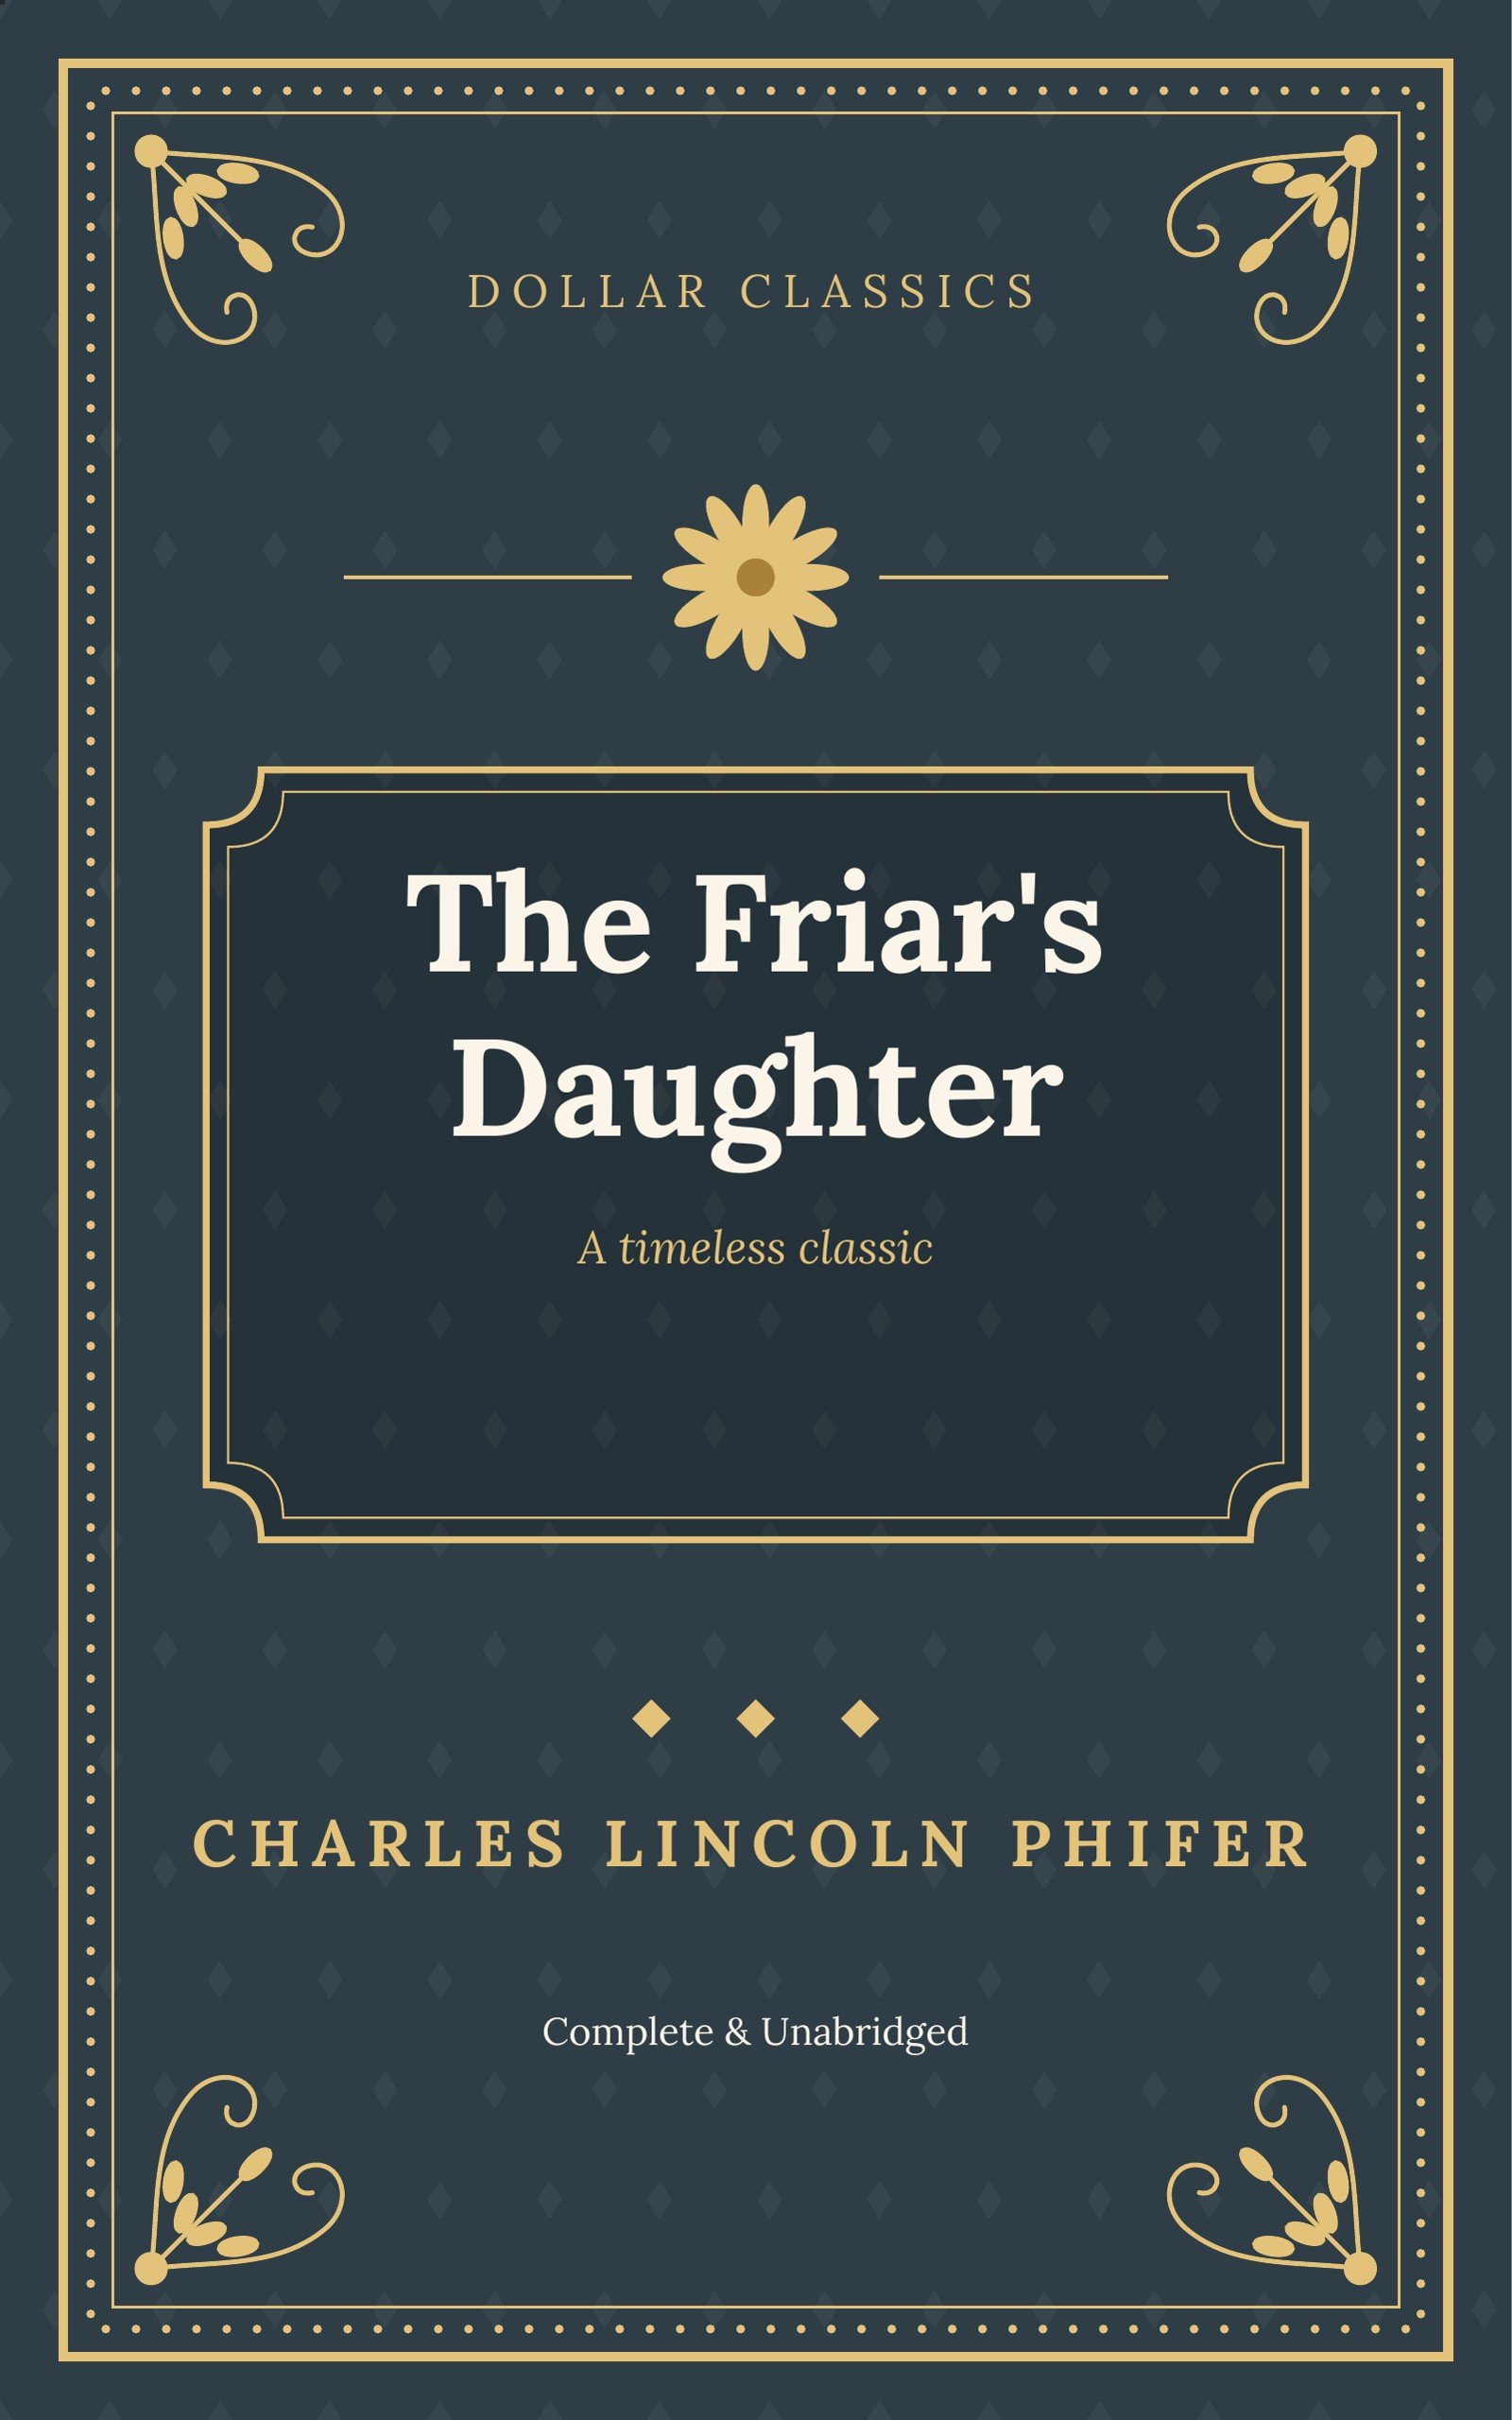 DOLLAR CLASSICS
The Friar's
Daughter
A timeless classic
CHARLES LINCOLN PHIFER
Complete & Unabridged